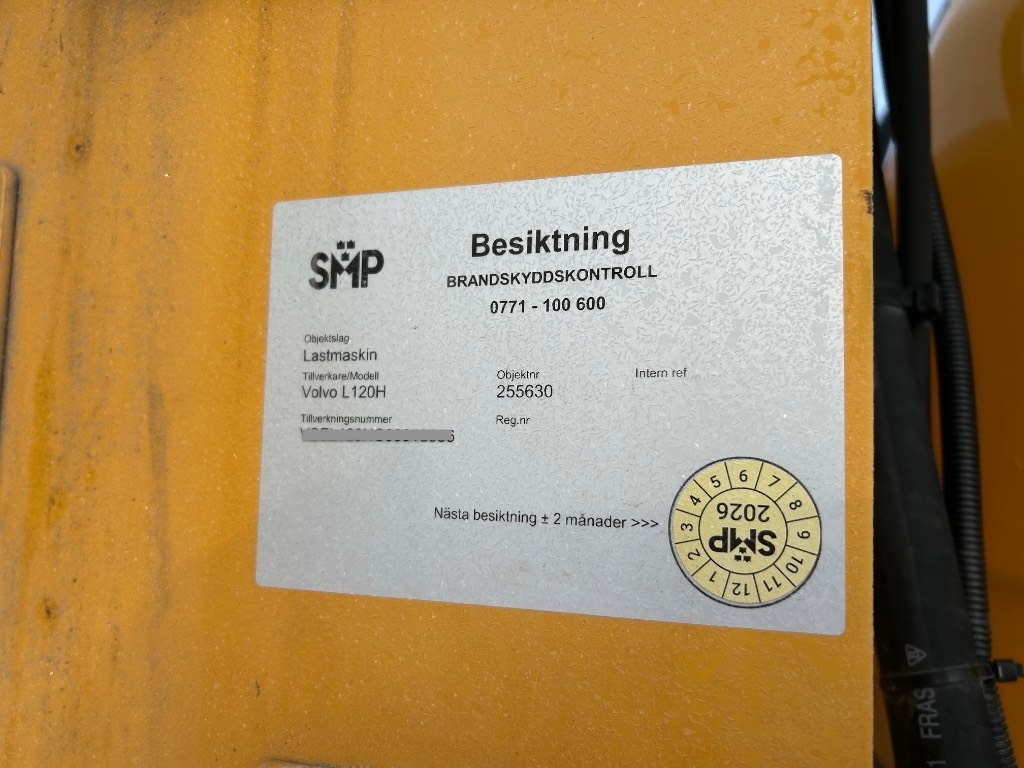 SMP
Besiktning
BRANDSKYDDSKONTROLL
0771 - 100 600
Objektslag
Lastmaskin
Tillverkare/Modell
Volvo L120H
Objektnr
255630
Intern ref
Tillverkningsnummer
Reg.nr
Nästa besiktning ± 2 månader >>>
1 2 3 4 5 6 7 8 9 10 11 12
SMP
2026
1 FRAS